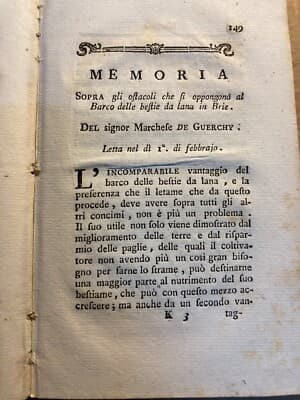 149
MEMORIA
SOPRA gli ostacoli che si oppongono al
Barco delle bestie da lana in Brie.
DEL signor Marchese DE GUERCHY:
Letta nel dì 1º. di febbrajo.
L'INCOMPARABILE vantaggio del
barco delle bestie da lana, e la
preferenza che il letame che da questo
procede, deve avere sopra tutti gli al-
tri concimi, non è più un problema.
Il suo utile non solo viene dimostrato dal
miglioramento delle terre e dal rispar-
mio delle paglie, delle quali il coltiva-
tore non avendo più un così gran biso-
gno per farne lo strame, può destinarne
una maggior parte al nutrimento del suo
bestiame, che può con questo mezzo ac-
crescere; ma anche da un secondo van-
K 3 tag-